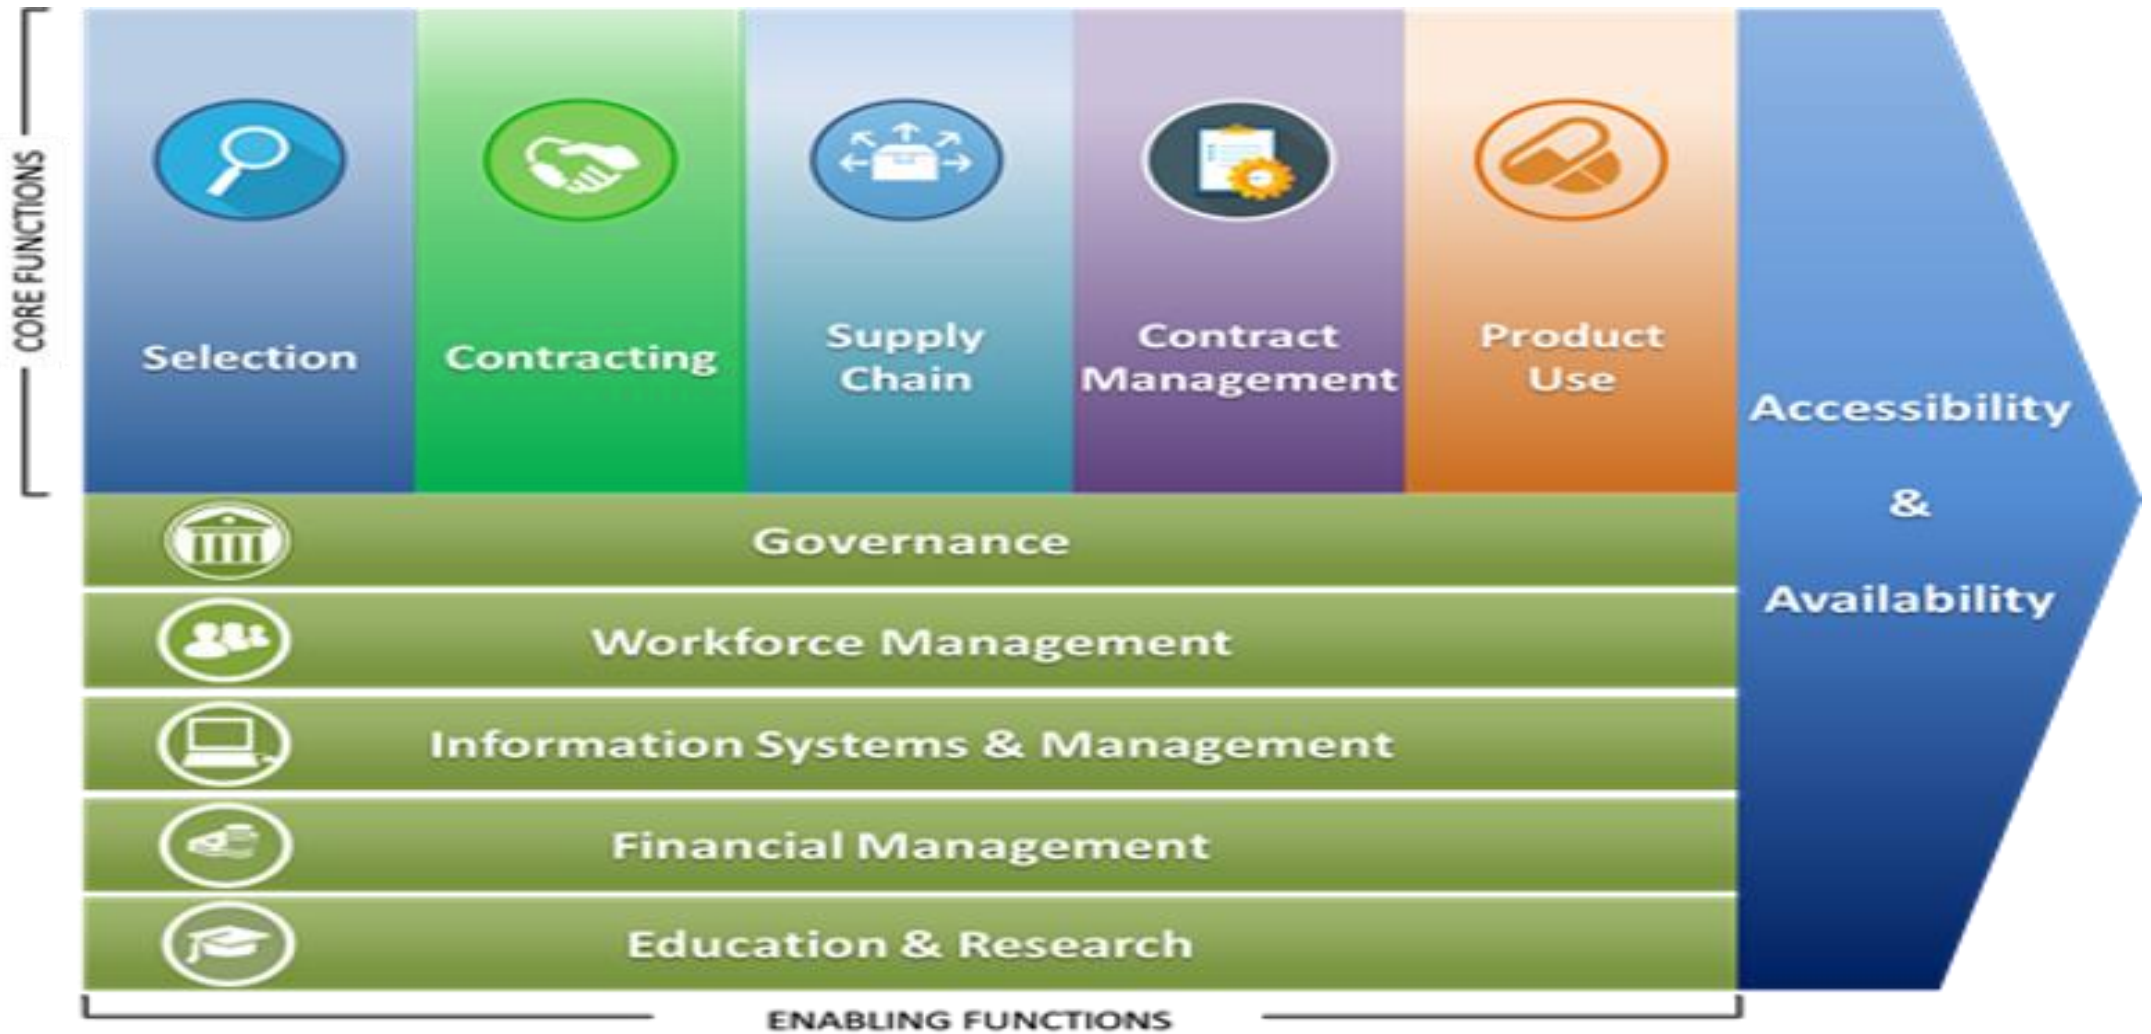 CORE FUNCTIONS
Selection
Contracting
Supply
Chain
Contract
Management
Product
Use
Accessibility
&
Availability
Governance
Workforce Management
Information Systems & Management
Financial Management
Education & Research
ENABLING FUNCTIONS